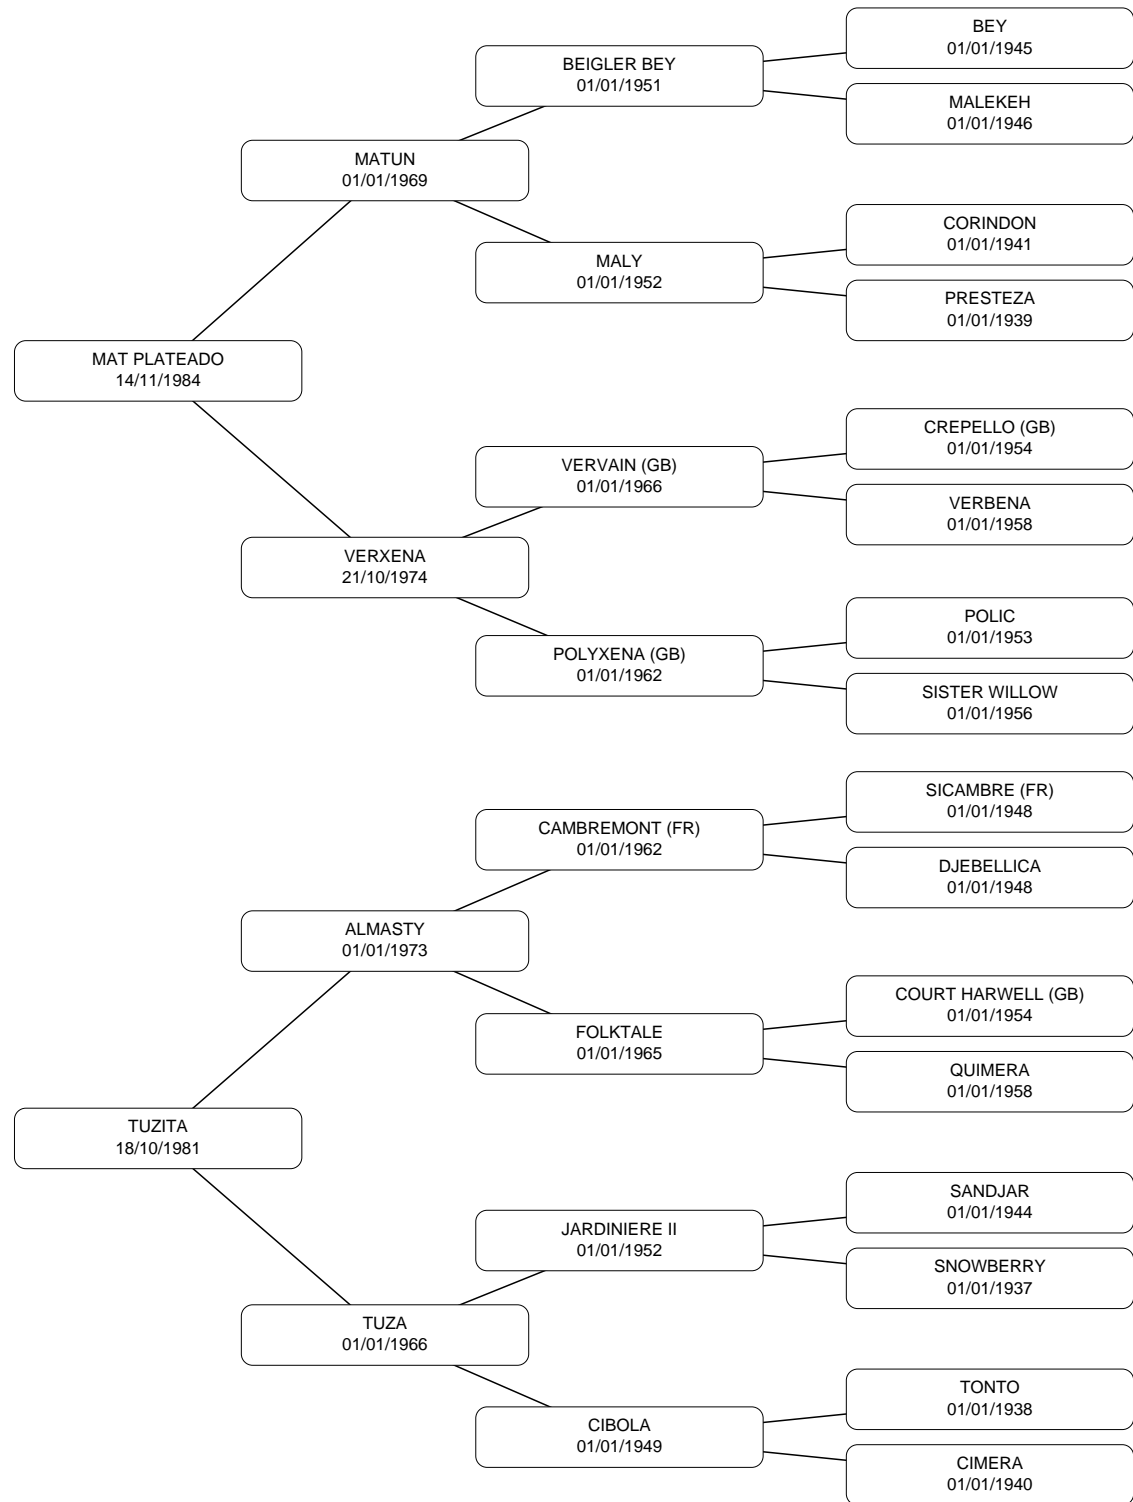 BEY
01/01/1945
BEIGLER BEY
01/01/1951
MALEKEH
01/01/1946
MATUN
01/01/1969
CORINDON
01/01/1941
MALY
01/01/1952
PRESTEZA
01/01/1939
MAT PLATEADO
14/11/1984
CREPELLO (GB)
01/01/1954
VERVAIN (GB)
01/01/1966
VERBENA
01/01/1958
VERXENA
21/10/1974
POLIC
01/01/1953
POLYXENA (GB)
01/01/1962
SISTER WILLOW
01/01/1956
SICAMBRE (FR)
01/01/1948
CAMBREMONT (FR)
01/01/1962
DJEBELLICA
01/01/1948
ALMASTY
01/01/1973
COURT HARWELL (GB)
01/01/1954
FOLKTALE
01/01/1965
QUIMERA
01/01/1958
TUZITA
18/10/1981
SANDJAR
01/01/1944
JARDINIERE II
01/01/1952
SNOWBERRY
01/01/1937
TUZA
01/01/1966
TONTO
01/01/1938
CIBOLA
01/01/1949
CIMERA
01/01/1940